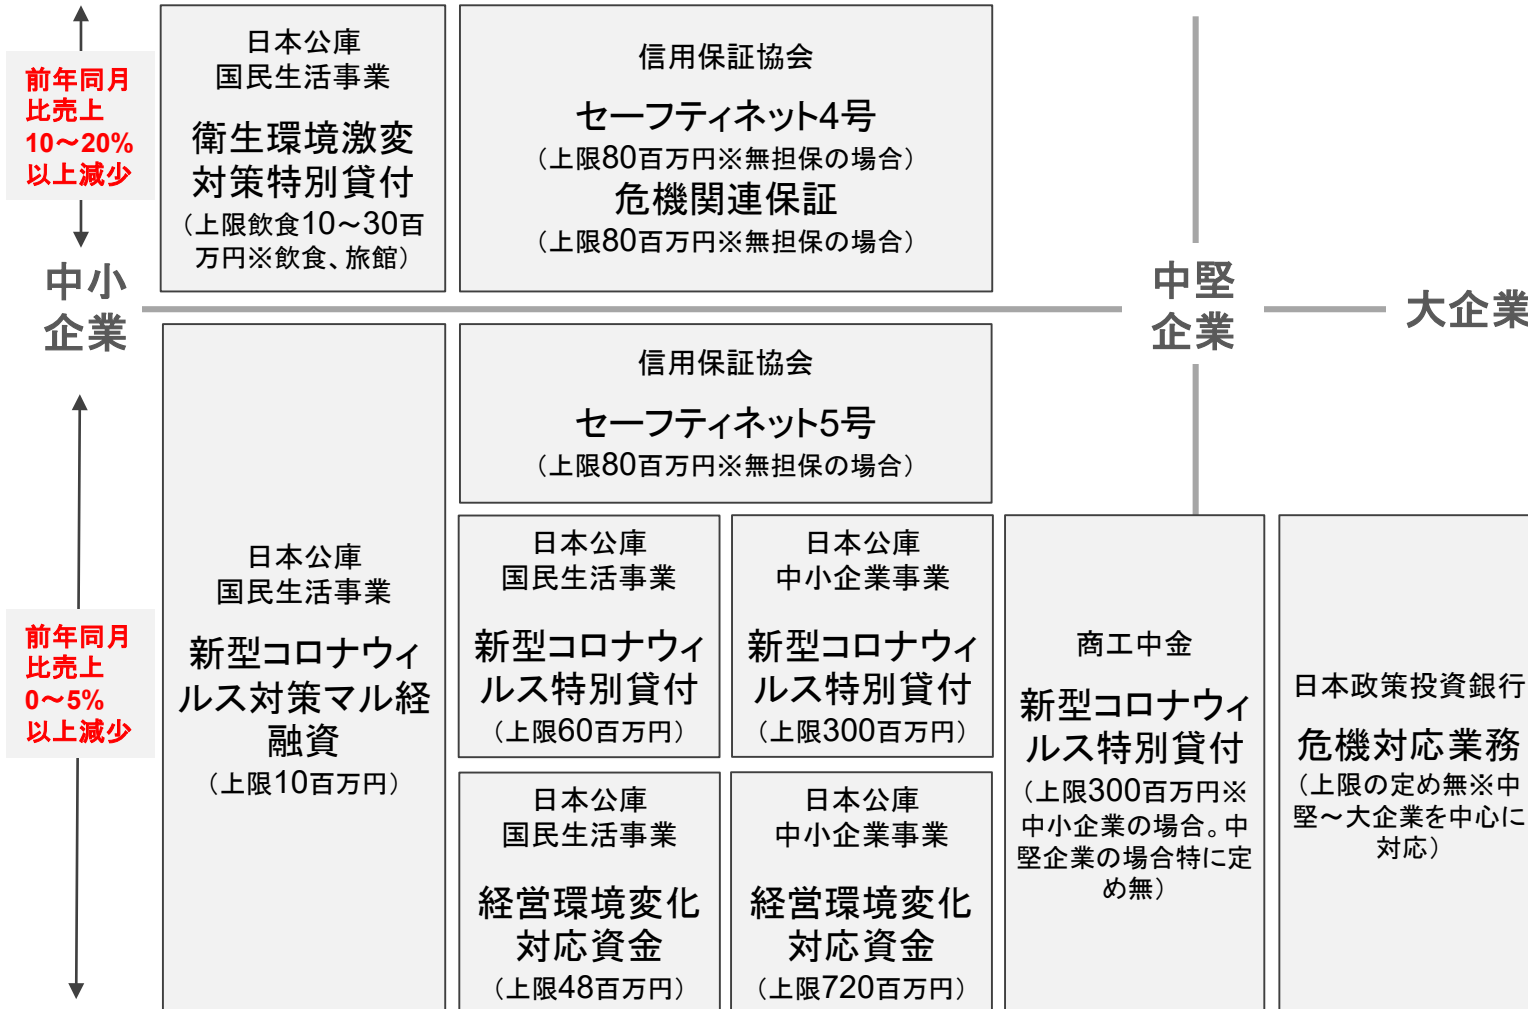 前年同月
比売上
10～20%
以上減少
日本公庫
国民生活事業
衛生環境激変
対策特別貸付
（上限飲食10～30百
万円※飲食、旅館）
信用保証協会
セーフティネット4号
（上限80百万円※無担保の場合）
危機関連保証
（上限80百万円※無担保の場合）
中小
企業
中堅
企業
大企業
前年同月
比売上
0～5%
以上減少
日本公庫
国民生活事業
新型コロナウィ
ルス対策マル経
融資
（上限10百万円）
信用保証協会
セーフティネット5号
（上限80百万円※無担保の場合）
日本公庫
国民生活事業
新型コロナウィ
ルス特別貸付
（上限60百万円）
日本公庫
中小企業事業
新型コロナウィ
ルス特別貸付
（上限300百万円）
日本公庫
国民生活事業
経営環境変化
対応資金
（上限48百万円）
日本公庫
中小企業事業
経営環境変化
対応資金
（上限720百万円）
商工中金
新型コロナウィ
ルス特別貸付
（上限300百万円※
中小企業の場合。中
堅企業の場合特に定
め無）
日本政策投資銀行
危機対応業務
（上限の定め無※中
堅～大企業を中心に
対応）